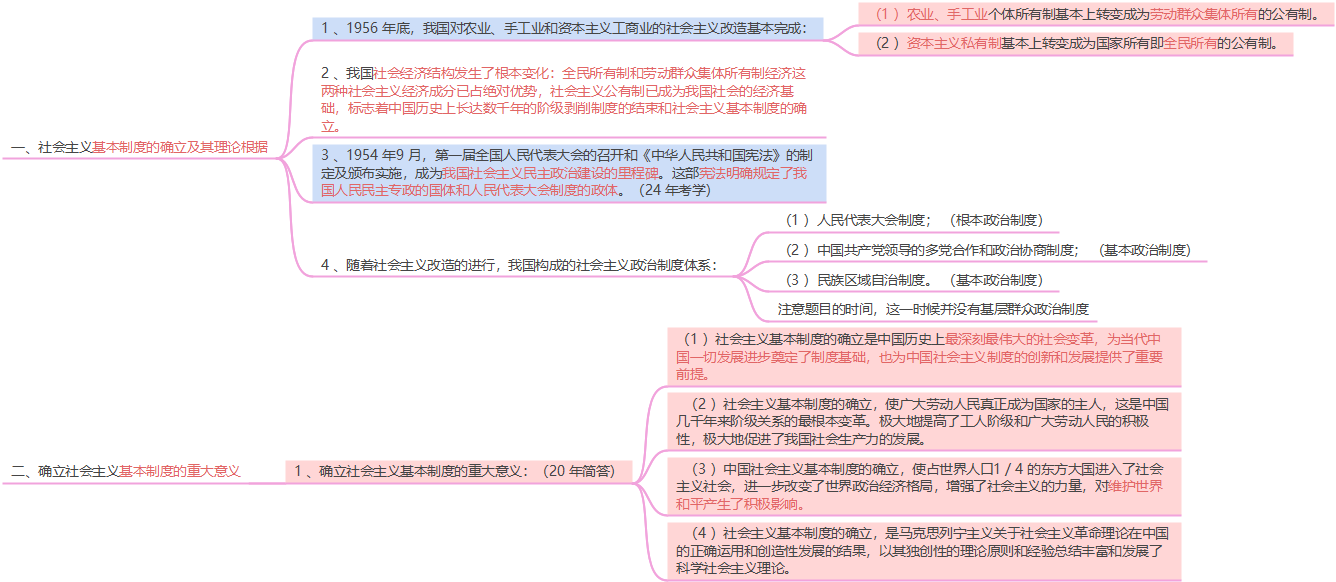 一、社会主义基本制度的确立及其理论根据
1 、1956 年底，我国对农业、手工业和资本主义工商业的社会主义改造基本完成：
（1 ）农业、手工业个体所有制基本上转变成为劳动群众集体所有的公有制。
（2 ）资本主义私有制基本上转变成为国家所有即全民所有的公有制。
2 、我国社会经济结构发生了根本变化：全民所有制和劳动群众集体所有制经济这
两种社会主义经济成分已占绝对优势，社会主义公有制已成为我国社会的经济基
础，标志着中国历史上长达数千年的阶级剥削制度的结束和社会主义基本制度的确
立。
3 、1954 年9 月，第一届全国人民代表大会的召开和《中华人民共和国宪法》的制
定及颁布实施，成为我国社会主义民主政治建设的里程碑。这部宪法明确规定了我
国人民民主专政的国体和人民代表大会制度的政体。（24 年考学）
4 、随着社会主义改造的进行，我国构成的社会主义政治制度体系：
（1 ）人民代表大会制度；（根本政治制度）
（2 ）中国共产党领导的多党合作和政治协商制度；（基本政治制度）
（3 ）民族区域自治制度。（基本政治制度）
注意题目的时间，这一时候并没有基层群众政治制度
二、确立社会主义基本制度的重大意义
1 、确立社会主义基本制度的重大意义：（20 年简答）
（1 ）社会主义基本制度的确立是中国历史上最深刻最伟大的社会变革，为当代中
国一切发展进步奠定了制度基础，也为中国社会主义制度的创新和发展提供了重要
前提。
（2 ）社会主义基本制度的确立，使广大劳动人民真正成为国家的主人，这是中国
几千年来阶级关系的最根本变革。极大地提高了工人阶级和广大劳动人民的积极
性，极大地促进了我国社会生产力的发展。
（3 ）中国社会主义基本制度的确立，使占世界人口1 / 4 的东方大国进入了社会
主义社会，进一步改变了世界政治经济格局，增强了社会主义的力量，对维护世界
和平产生了积极影响。
（4 ）社会主义基本制度的确立，是马克思列宁主义关于社会主义革命理论在中国
的正确运用和创造性发展的结果，以其独创性的理论原则和经验总结丰富和发展了
科学社会主义理论。